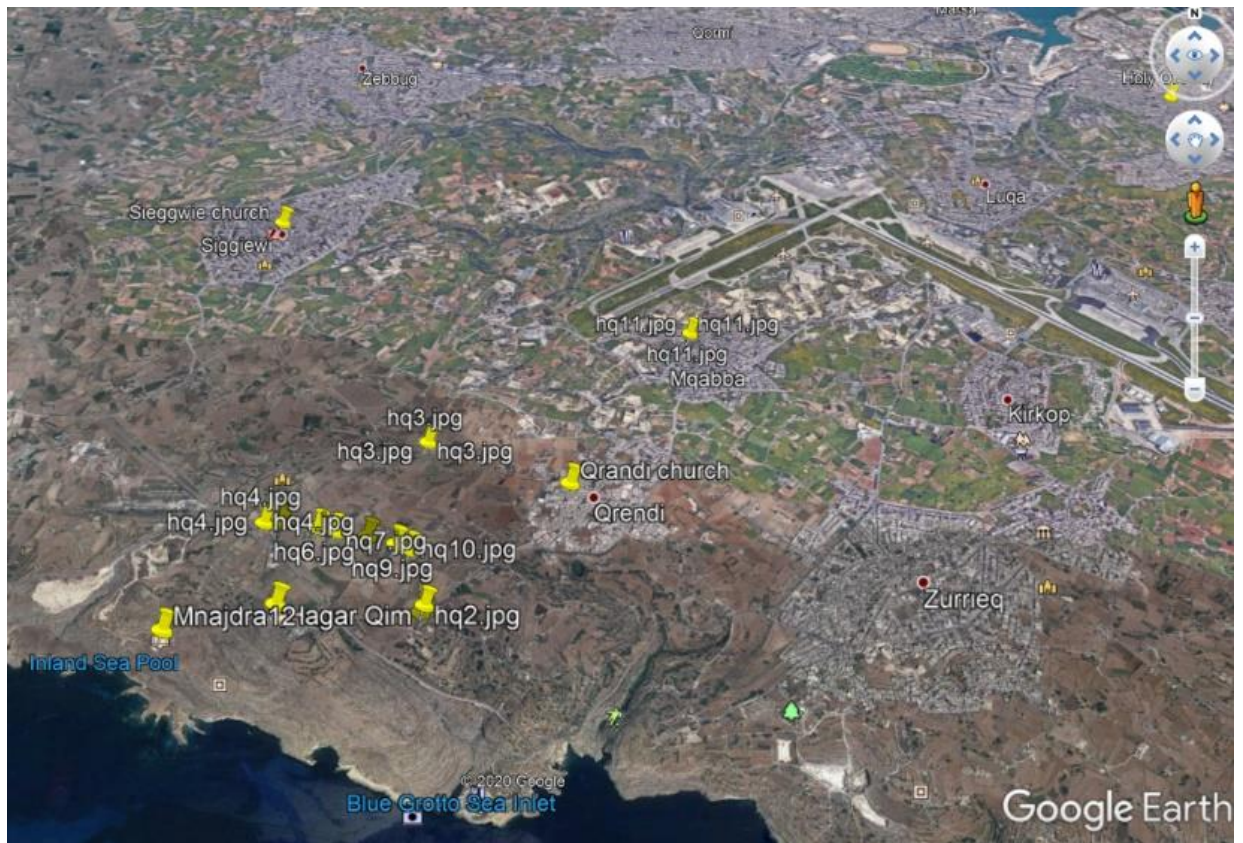 Qormi
N
Zebbug
Holy
Luqa
Sieggwie church
Siggiewi
hq11.jpg hq11.jpg
hq11.jpg
Mqabba
Kirkop
hq3.jpg
hq3.jpg hq3.jpg
Qrandi church
Qrendi
hq4.jpg
hq4.jpg hq4.jpg
hq6.jpg hq7.jpg hq10.jpg
hq9.jpg
Zurrieq
Mnajdra12 Hagar Qim hq2.jpg
Inland Sea Pool
© 2020 Google
Blue Grotto Sea Inlet
Google Earth